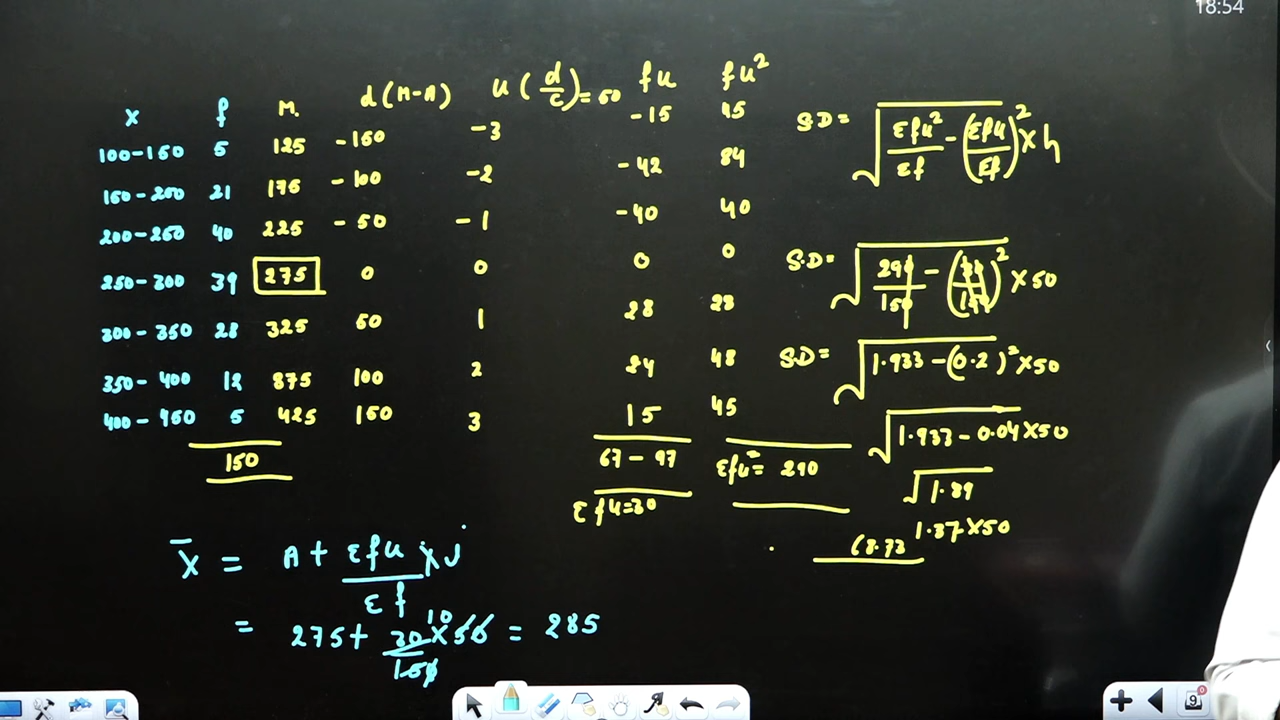 18:54
x f M. d(M-A) u(d/c)=50 fu fu²
100-150 5 125 -150 -3 -15 45
150-200 21 175 -100 -2 -42 84
200-250 40 225 -50 -1 -40 40
250-300 39 275 0 0 0 0
300-350 28 325 50 1 28 28
350-400 12 375 100 2 24 48
400-450 5 425 150 3 15 45
150 67-97 Σfu²= 290
Σfu=30
S.D= √(Σfu²/Σf - (Σfu/Σf)²) × h
S.D= √(290/150 - (30/150)²) × 50
S.D= √(1.933-(0.2)²) ×50
√(1.933-0.04) ×50
√1.89
1.37×50
68.73
x̄ = A + Σfu/Σf × i
= 275 + 30/150 × 50 = 285
10
9
0